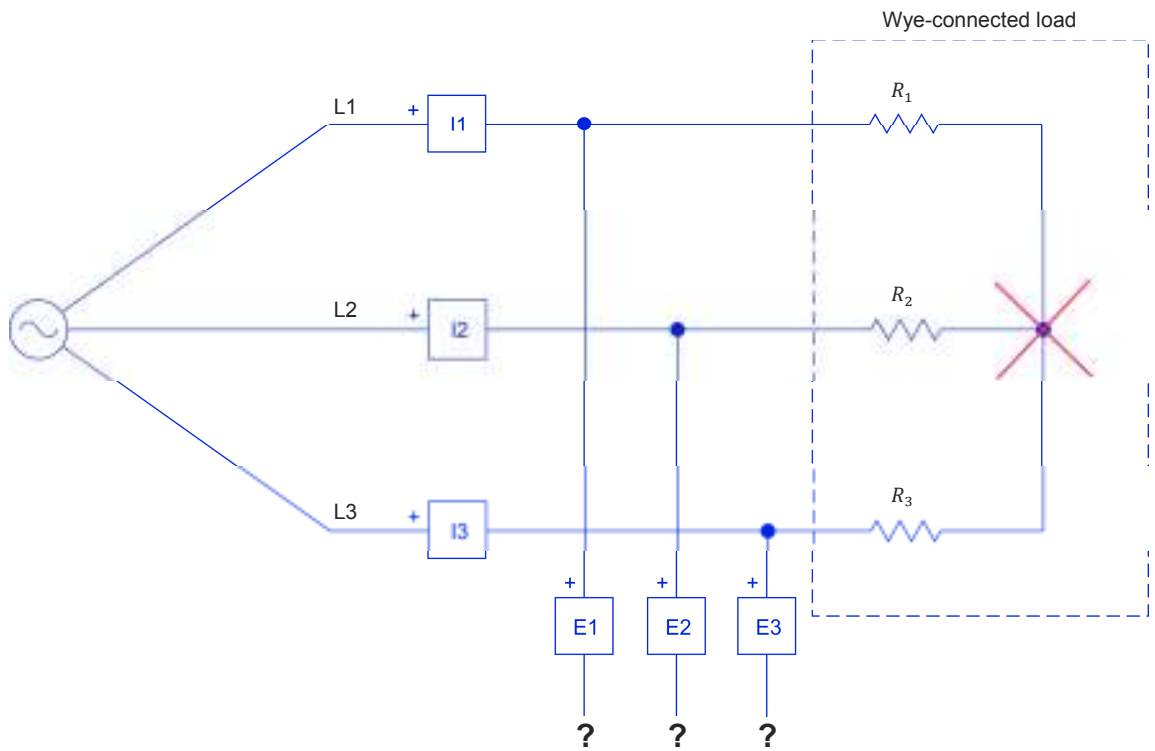 Wye-connected load
L1
+
I1
R₁
L2
+
I2
R₂
L3
+
I3
R₃
+ + +
E1 E2 E3
? ? ?